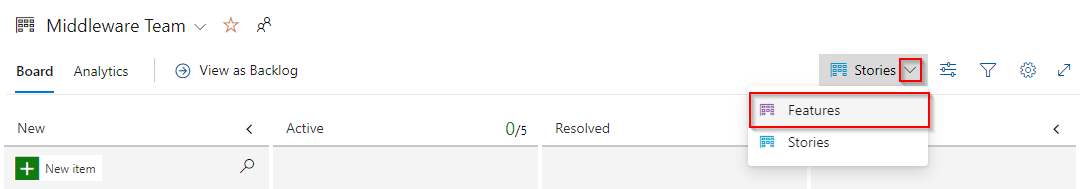 Middleware Team
Board Analytics View as Backlog Stories
Features
New Active 0/5 Resolved
Stories
New item